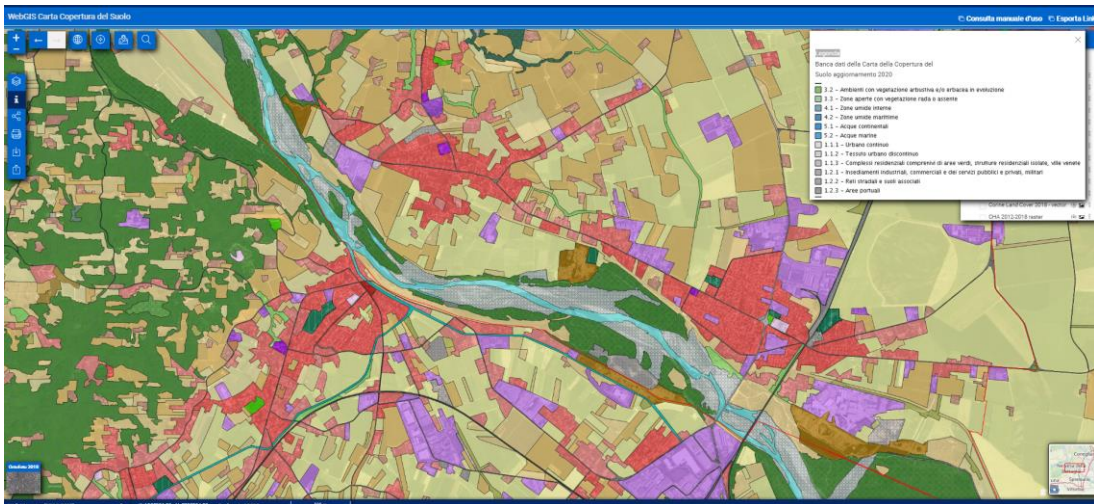 WebGIS Carta Copertura del Suolo
Consulta manuale d'uso
Esporta Link
Legenda
Banca dati della Carta della Copertura del
Suolo aggiornamento 2020
3.2 - Ambienti con vegetazione arbustiva e/o erbacea in evoluzione
3.3 - Zone aperte con vegetazione rada o assente
4.1 - Zone umide interne
4.2 - Zone umide marittime
5.1 - Acque continentali
5.2 - Acque marine
1.1.1 - Urbano continuo
1.1.2 - Tessuto urbano discontinuo
1.1.3 - Complessi residenziali comprensivi di aree verdi, strutture residenziali isolate, ville venete
1.2.1 - Insediamenti industriali, commerciali e dei servizi pubblici e privati, militari
1.2.2 - Reti stradali e suoli associati
1.2.3 - Aree portuali
Corine Land Cover 2018 - vector
CHA 2012-2018 raster